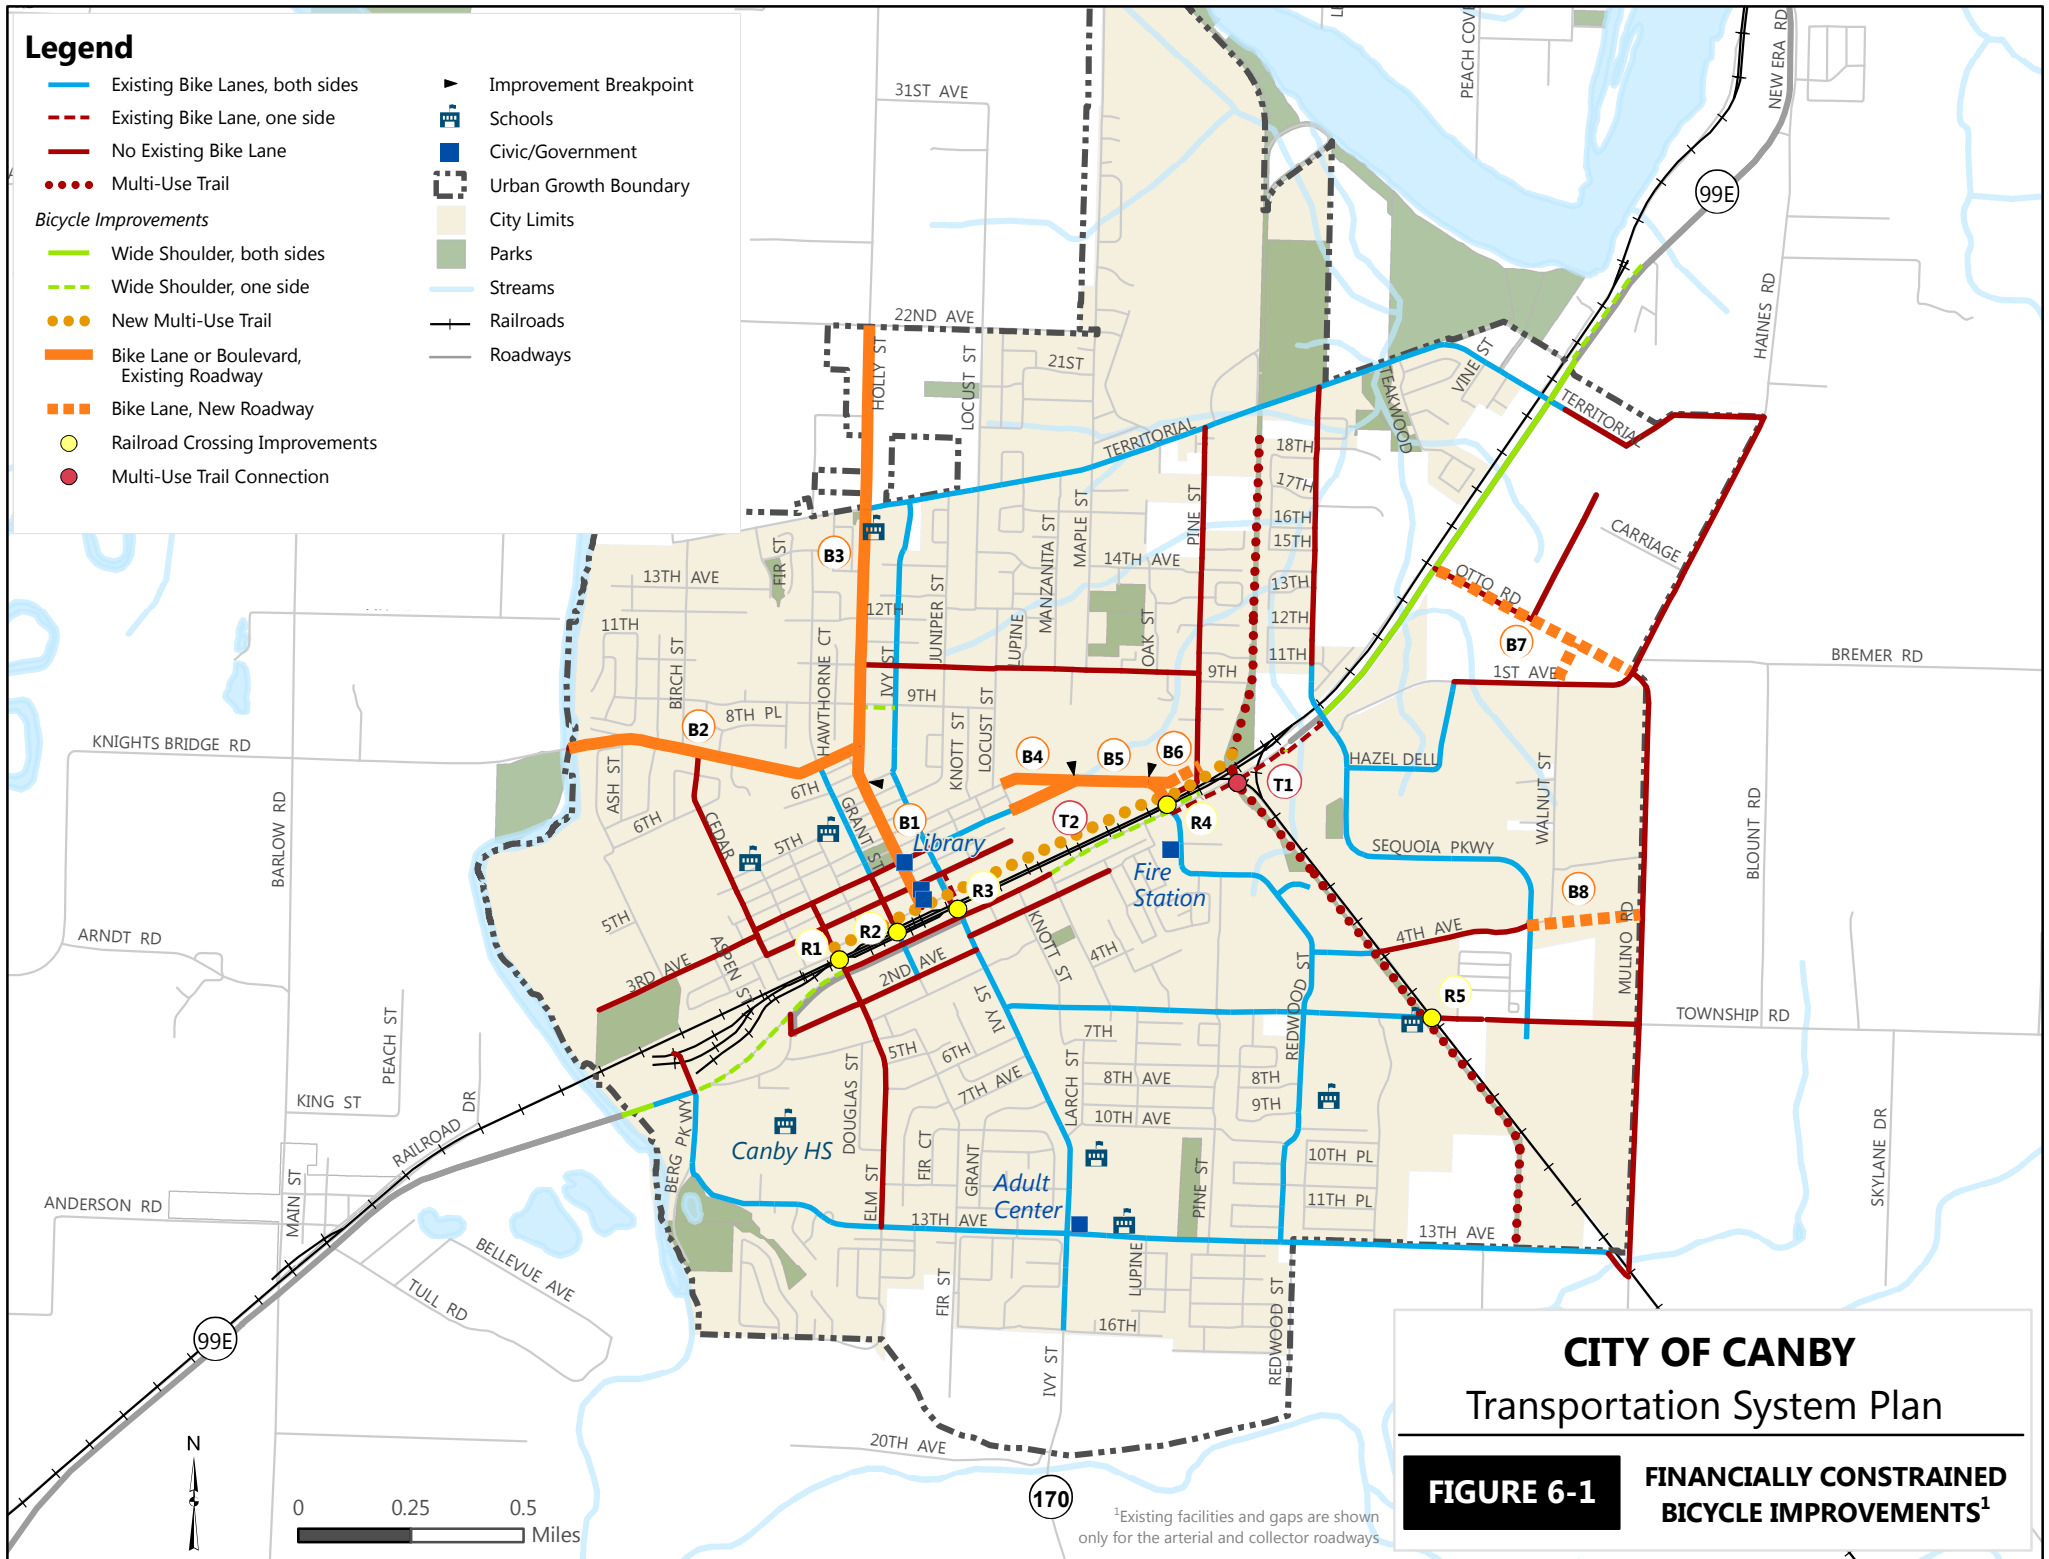 Legend
Existing Bike Lanes, both sides
Existing Bike Lane, one side
No Existing Bike Lane
Multi-Use Trail
Bicycle Improvements
Wide Shoulder, both sides
Wide Shoulder, one side
New Multi-Use Trail
Bike Lane or Boulevard,
Existing Roadway
Bike Lane, New Roadway
Railroad Crossing Improvements
Multi-Use Trail Connection
Improvement Breakpoint
Schools
Civic/Government
Urban Growth Boundary
City Limits
Parks
Streams
Railroads
Roadways
31ST AVE
PEACH COV
NEW ERA RD
99E
HAINES RD
22ND AVE
HOLLY ST
LOCUST ST
21ST
TEAKWOOD
VINE ST
TERRITORIAL
TERRITORIAL
18TH
17TH
16TH
15TH
13TH
12TH
11TH
PINE ST
MAPLE ST
MANZANITA ST
14TH AVE
OAK ST
LUPINE
JUNIPER ST
12TH
IVY ST
9TH
9TH
B3
FIR ST
13TH AVE
11TH
BIRCH ST
HAWTHORNE CT
8TH PL
B2
KNOTT ST
LOCUST ST
CARRIAGE
OTTO RD
B7
1ST AVE
BREMER RD
KNIGHTS BRIDGE RD
ASH ST
6TH
CEDAR
6TH
5TH
GRANT ST
B1
Library
B4
B5
B6
T2
T1
R4
Fire
Station
HAZEL DELL
SEQUOIA PKWY
WALNUT ST
BLOUNT RD
B8
BARLOW RD
ARNDT RD
5TH
3RD AVE
ASPEN ST
R1
R2
R3
2ND AVE
KNOTT ST
4TH
IVY ST
4TH AVE
MULINO RD
R5
TOWNSHIP RD
REDWOOD ST
PEACH ST
KING ST
RAILROAD DR
BERG PKWY
Canby HS
DOUGLAS ST
5TH
6TH
7TH AVE
7TH
LARCH ST
8TH AVE
10TH AVE
8TH
9TH
10TH PL
11TH PL
FIR CT
GRANT
ELM ST
Adult
Center
13TH AVE
PINE ST
13TH AVE
SKYLANE DR
ANDERSON RD
MAIN ST
BELLEVUE AVE
TULL RD
FIR ST
LUPINE
REDWOOD ST
16TH
IVY ST
99E
20TH AVE
170
N
0 0.25 0.5
Miles
1Existing facilities and gaps are shown
only for the arterial and collector roadways
CITY OF CANBY
Transportation System Plan
FIGURE 6-1
FINANCIALLY CONSTRAINED
BICYCLE IMPROVEMENTS1